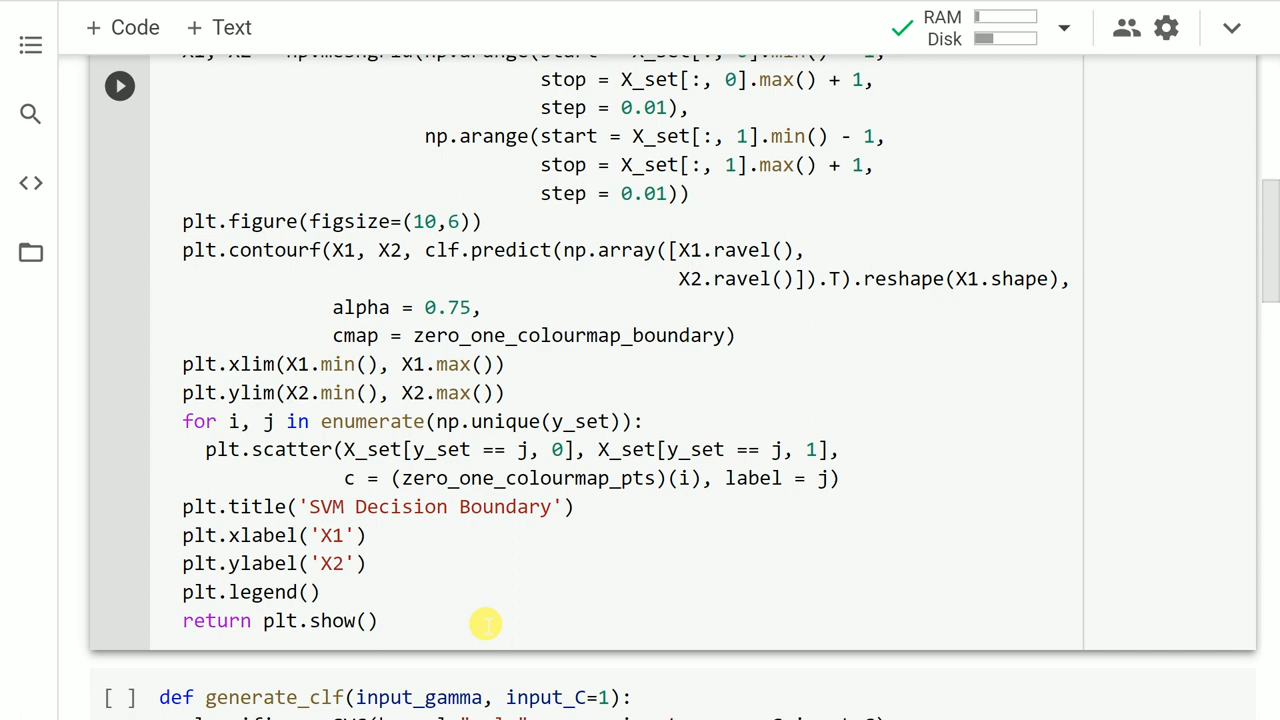 + Code + Text
RAM
Disk
X1, X2 = np.meshgrid(np.arange(start = X_set[:, 0].min() - 1,
stop = X_set[:, 0].max() + 1,
step = 0.01),
np.arange(start = X_set[:, 1].min() - 1,
stop = X_set[:, 1].max() + 1,
step = 0.01))
plt.figure(figsize=(10,6))
plt.contourf(X1, X2, clf.predict(np.array([X1.ravel(),
X2.ravel()]).T).reshape(X1.shape),
alpha = 0.75,
cmap = zero_one_colourmap_boundary)
plt.xlim(X1.min(), X1.max())
plt.ylim(X2.min(), X2.max())
for i, j in enumerate(np.unique(y_set)):
plt.scatter(X_set[y_set == j, 0], X_set[y_set == j, 1],
c = (zero_one_colourmap_pts)(i), label = j)
plt.title('SVM Decision Boundary')
plt.xlabel('X1')
plt.ylabel('X2')
plt.legend()
return plt.show()
[ ] def generate_clf(input_gamma, input_C=1):